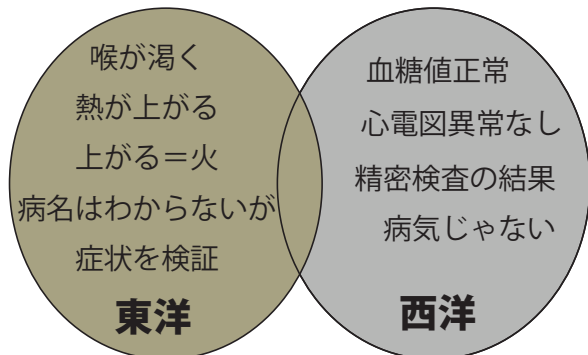 喉が渇く
熱が上がる
上がる＝火
病名はわからないが
症状を検証
東洋
血糖値正常
心電図異常なし
精密検査の結果
病気じゃない
西洋